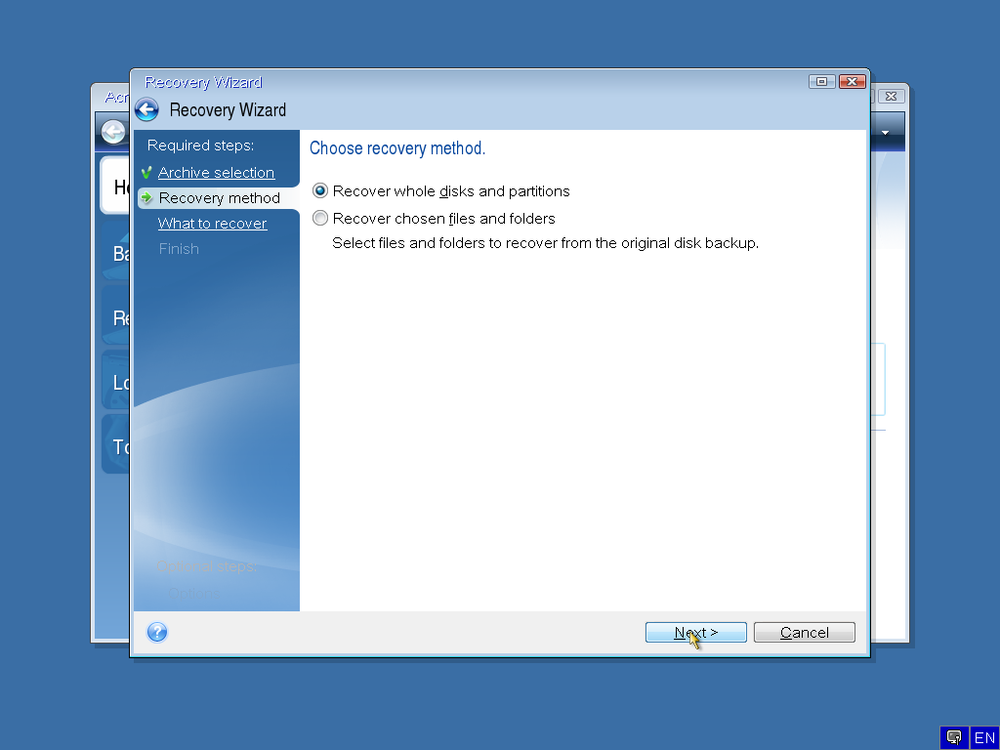 Recovery Wizard
Acr
Recovery Wizard
Required steps:
Archive selection
Recovery method
What to recover
Finish
Choose recovery method.
Recover whole disks and partitions
Recover chosen files and folders
Select files and folders to recover from the original disk backup.
Ho
Ba
Re
Lo
To
steps:
?
Next >
Cancel
EN